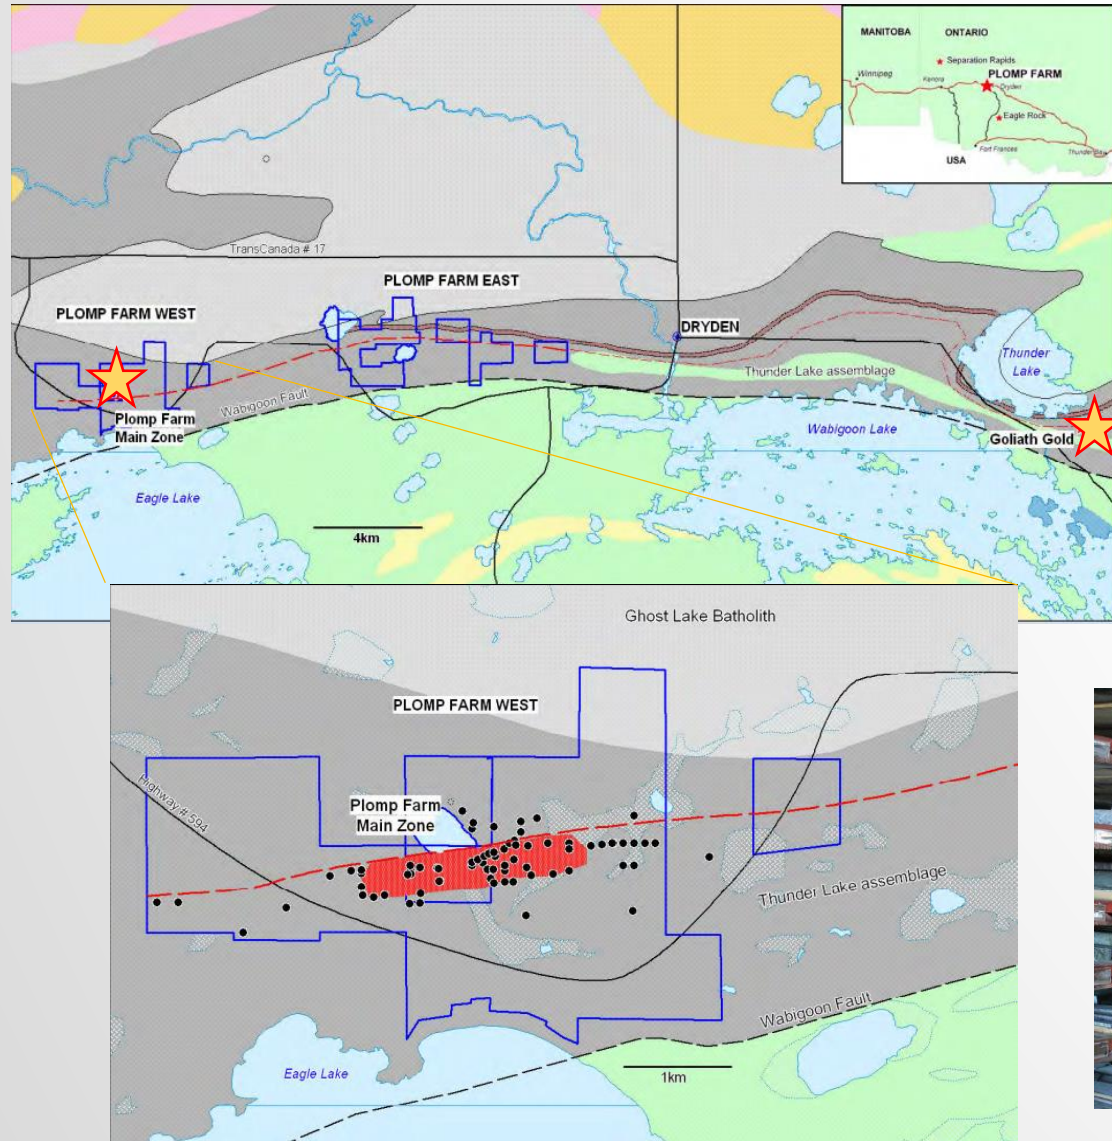 MANITOBA
ONTARIO
Separation Rapids
PLOMP FARM
Winnipeg
Kenora
Dryden
Eagle Rock
Fort Frances
Thunder Bay
USA
TransCanada # 17
PLOMP FARM EAST
PLOMP FARM WEST
DRYDEN
Thunder
Lake
Thunder Lake assemblage
Wabigoon Fault
Plomp Farm
Main Zone
Wabigoon Lake
Goliath Gold
Eagle Lake
4km
Ghost Lake Batholith
PLOMP FARM WEST
Highway # 594
Plomp Farm
Main Zone
Thunder Lake assemblage
Wabigoon Fault
Eagle Lake
1km